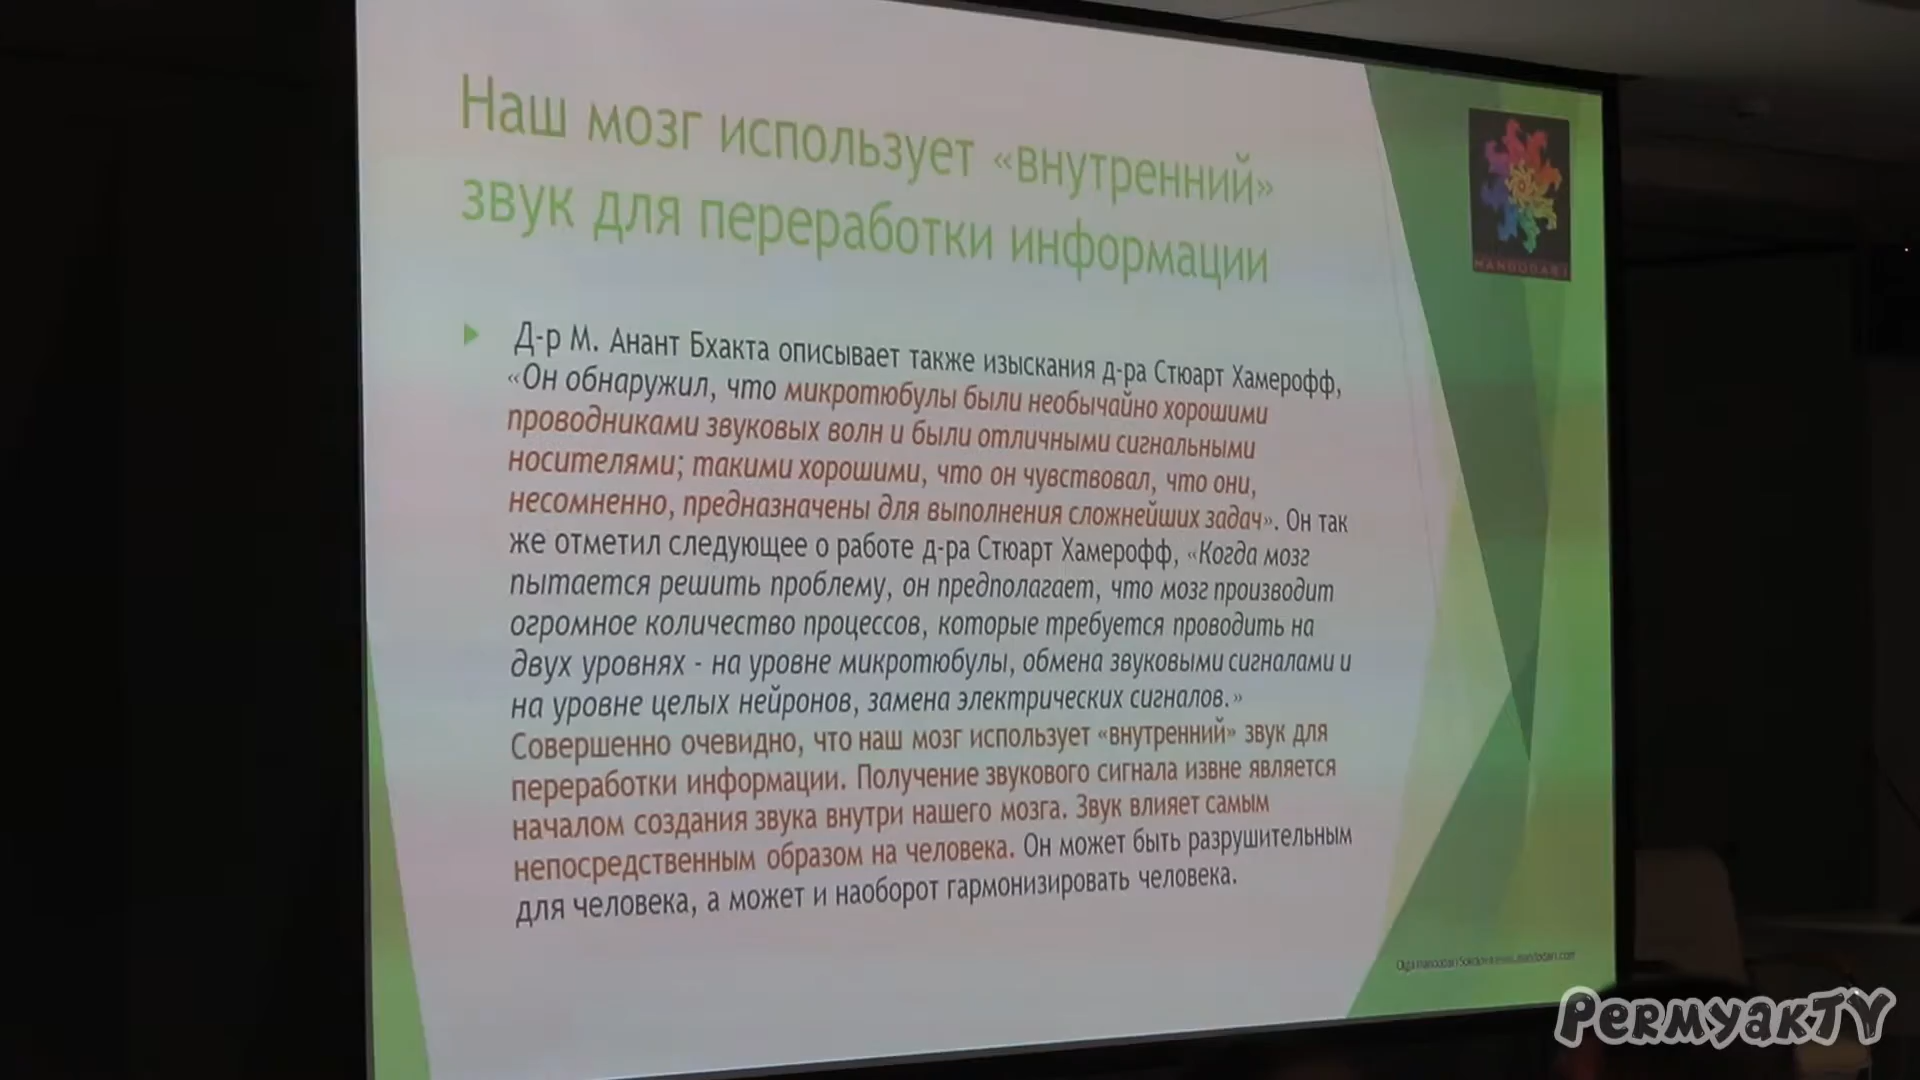 Наш мозг использует «внутренний»
звук для переработки информации
MANDODARI
Д-р М. Анант Бхакта описывает также изыскания д-ра Стюарт Хамерофф,
«Он обнаружил, что микротюбулы были необычайно хорошими
проводниками звуковых волн и были отличными сигнальными
носителями; такими хорошими, что он чувствовал, что они,
несомненно, предназначены для выполнения сложнейших задач». Он так
же отметил следующее о работе д-ра Стюарт Хамерофф, «Когда мозг
пытается решить проблему, он предполагает, что мозг производит
огромное количество процессов, которые требуется проводить на
двух уровнях - на уровне микротюбулы, обмена звуковыми сигналами и
на уровне целых нейронов, замена электрических сигналов.»
Совершенно очевидно, что наш мозг использует «внутренний» звук для
переработки информации. Получение звукового сигнала извне является
началом создания звука внутри нашего мозга. Звук влияет самым
непосредственным образом на человека. Он может быть разрушительным
для человека, а может и наоборот гармонизировать человека.
PermyakTV